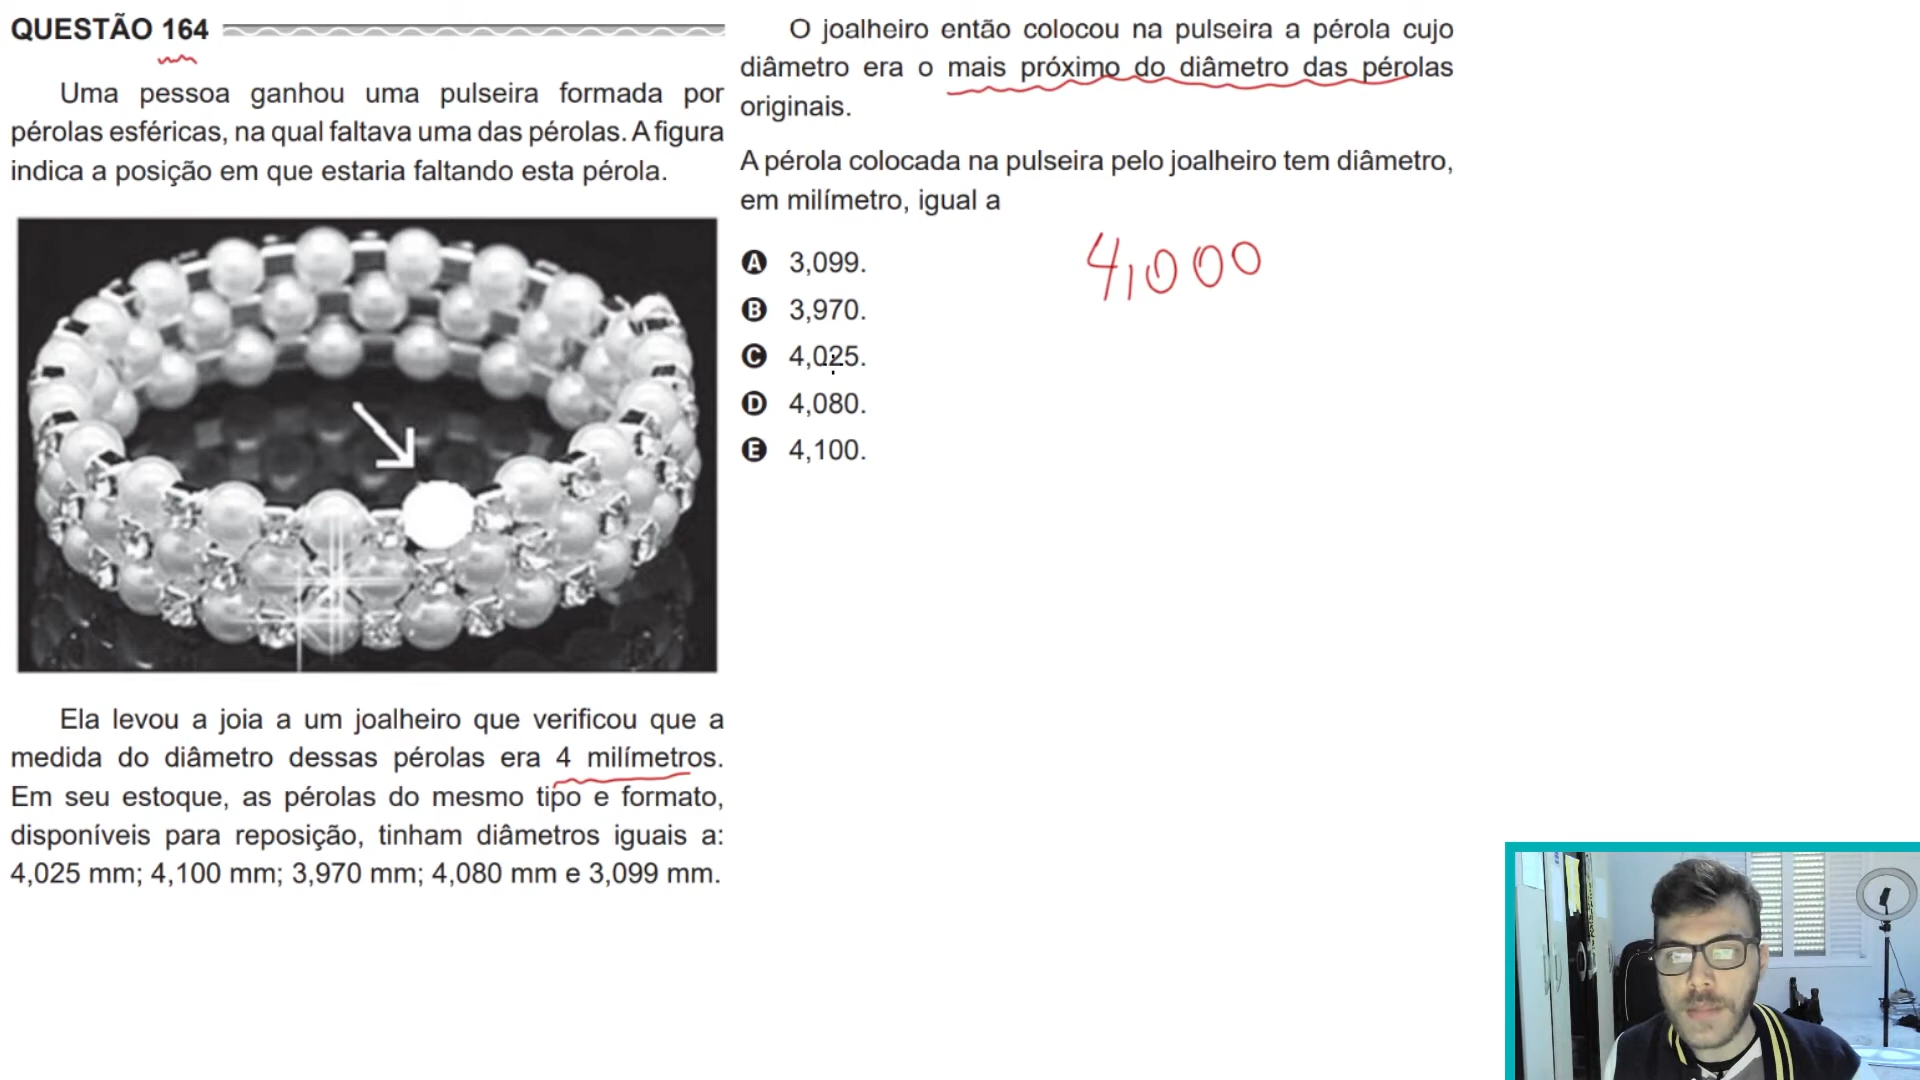 QUESTÃO 164
Uma pessoa ganhou uma pulseira formada por
pérolas esféricas, na qual faltava uma das pérolas. A figura
indica a posição em que estaria faltando esta pérola.
Ela levou a joia a um joalheiro que verificou que a
medida do diâmetro dessas pérolas era 4 milímetros.
Em seu estoque, as pérolas do mesmo tipo e formato,
disponíveis para reposição, tinham diâmetros iguais a:
4,025 mm; 4,100 mm; 3,970 mm; 4,080 mm e 3,099 mm.
O joalheiro então colocou na pulseira a pérola cujo
diâmetro era o mais próximo do diâmetro das pérolas
originais.
A pérola colocada na pulseira pelo joalheiro tem diâmetro,
em milímetro, igual a
A 3,099.
B 3,970.
C 4,025.
D 4,080.
E 4,100.
4,000